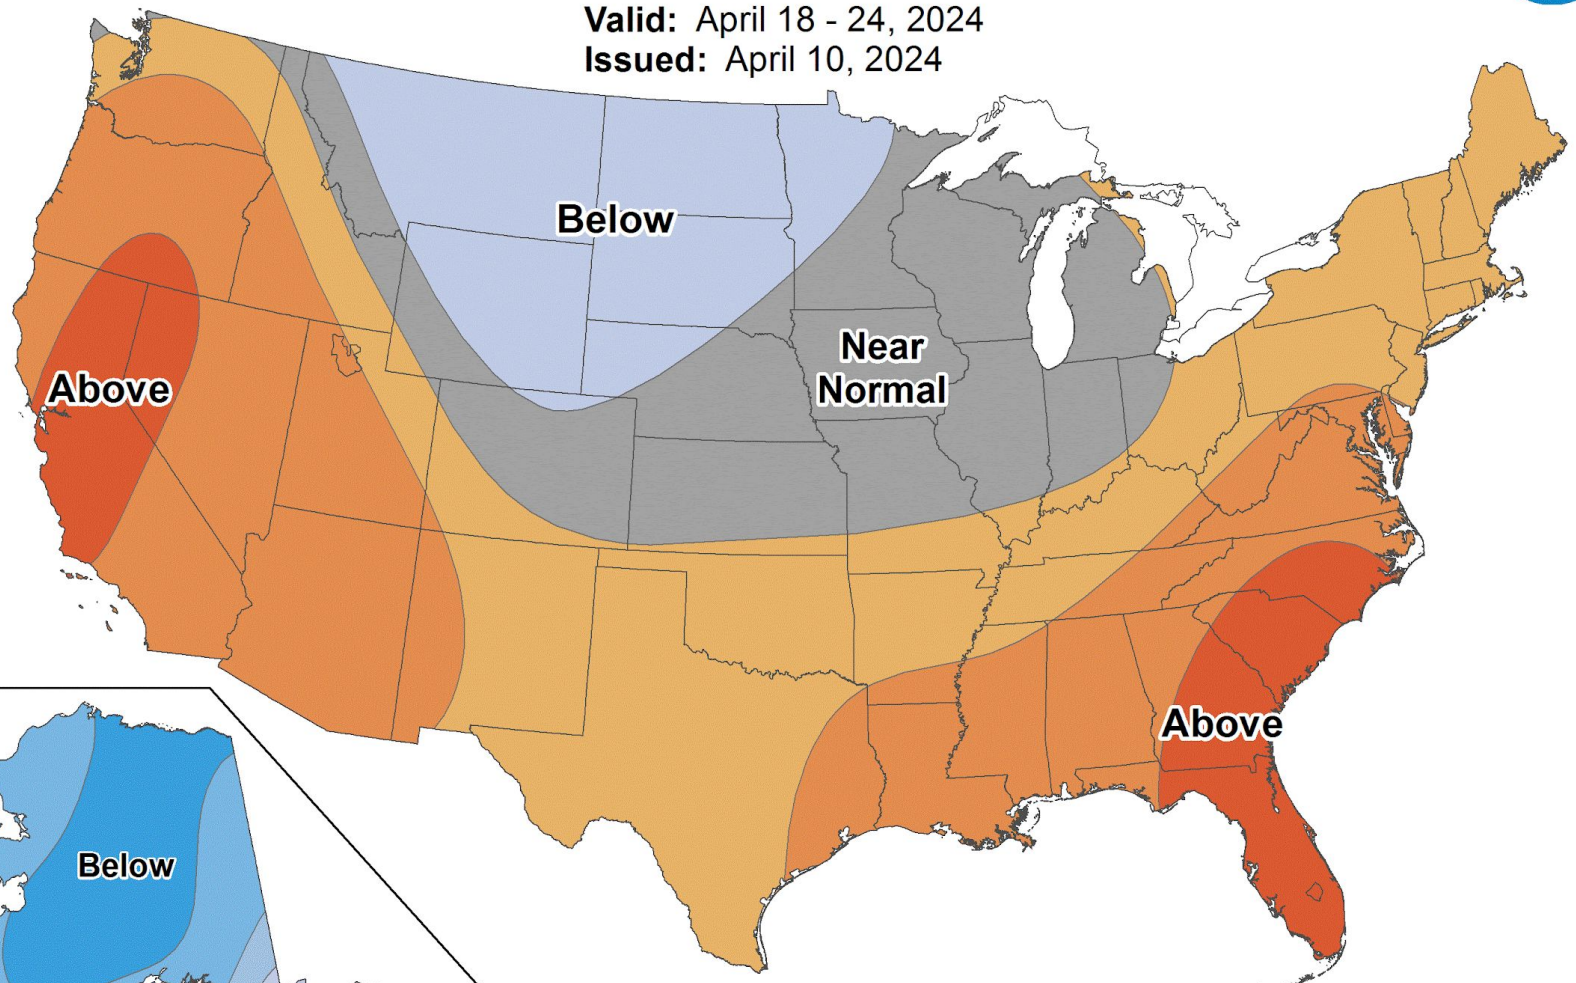 Valid: April 18 - 24, 2024
Issued: April 10, 2024
Below
Near
Normal
Above
Above
Below